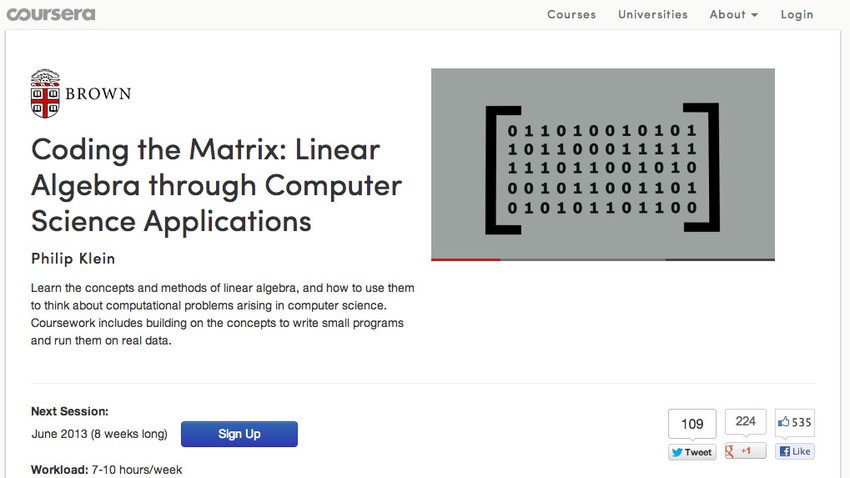 coursera
Courses Universities About Login
BROWN
Coding the Matrix: Linear
Algebra through Computer
Science Applications
Philip Klein
Learn the concepts and methods of linear algebra, and how to use them
to think about computational problems arising in computer science.
Coursework includes building on the concepts to write small programs
and run them on real data.
0 1 1 0 1 0 0 1 0 1 0 1
1 0 1 1 0 0 0 1 1 1 1 1
1 1 1 0 1 1 0 0 1 0 1 0
0 0 1 0 1 1 0 0 1 1 0 1
0 1 0 1 0 1 1 0 1 1 0 0
Next Session:
June 2013 (8 weeks long) Sign Up
Workload: 7-10 hours/week
109 224 535
Tweet g +1 Like